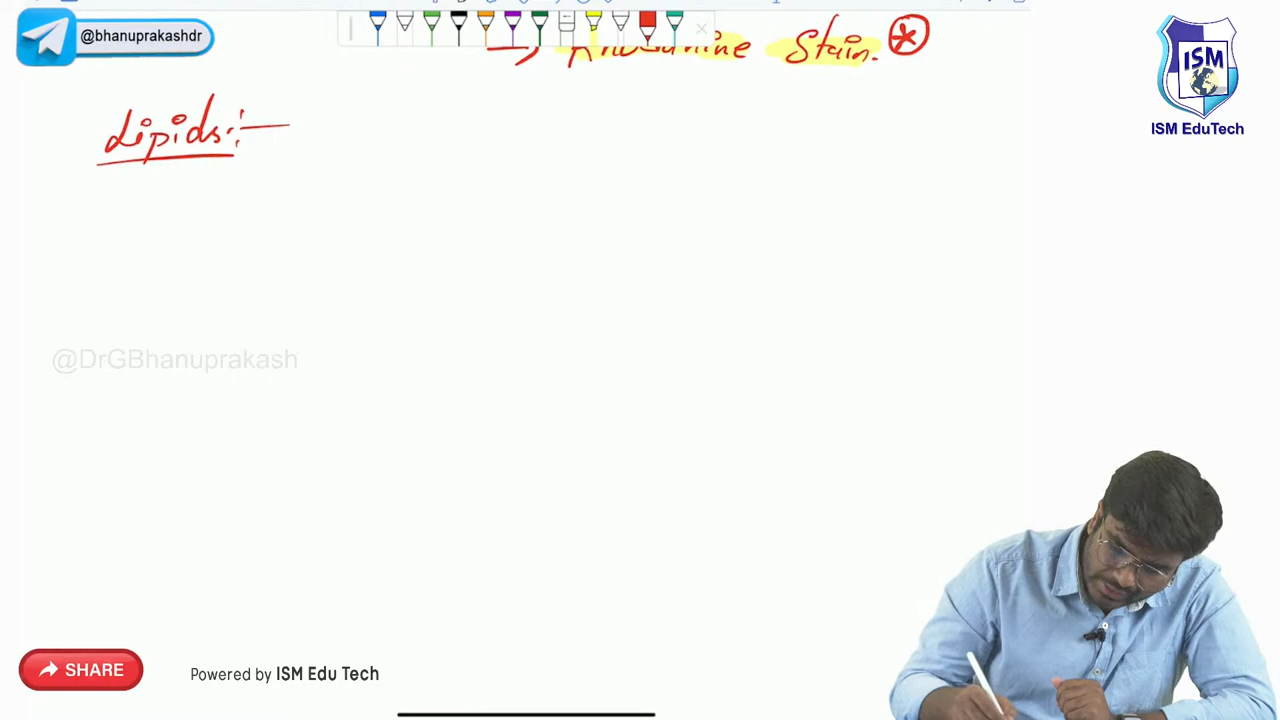 @bhanuprakashdr
→ Stain.
ISM
ISM EduTech
Lipids:-
@DrGBhanuprakash
SHARE
Powered by ISM Edu Tech